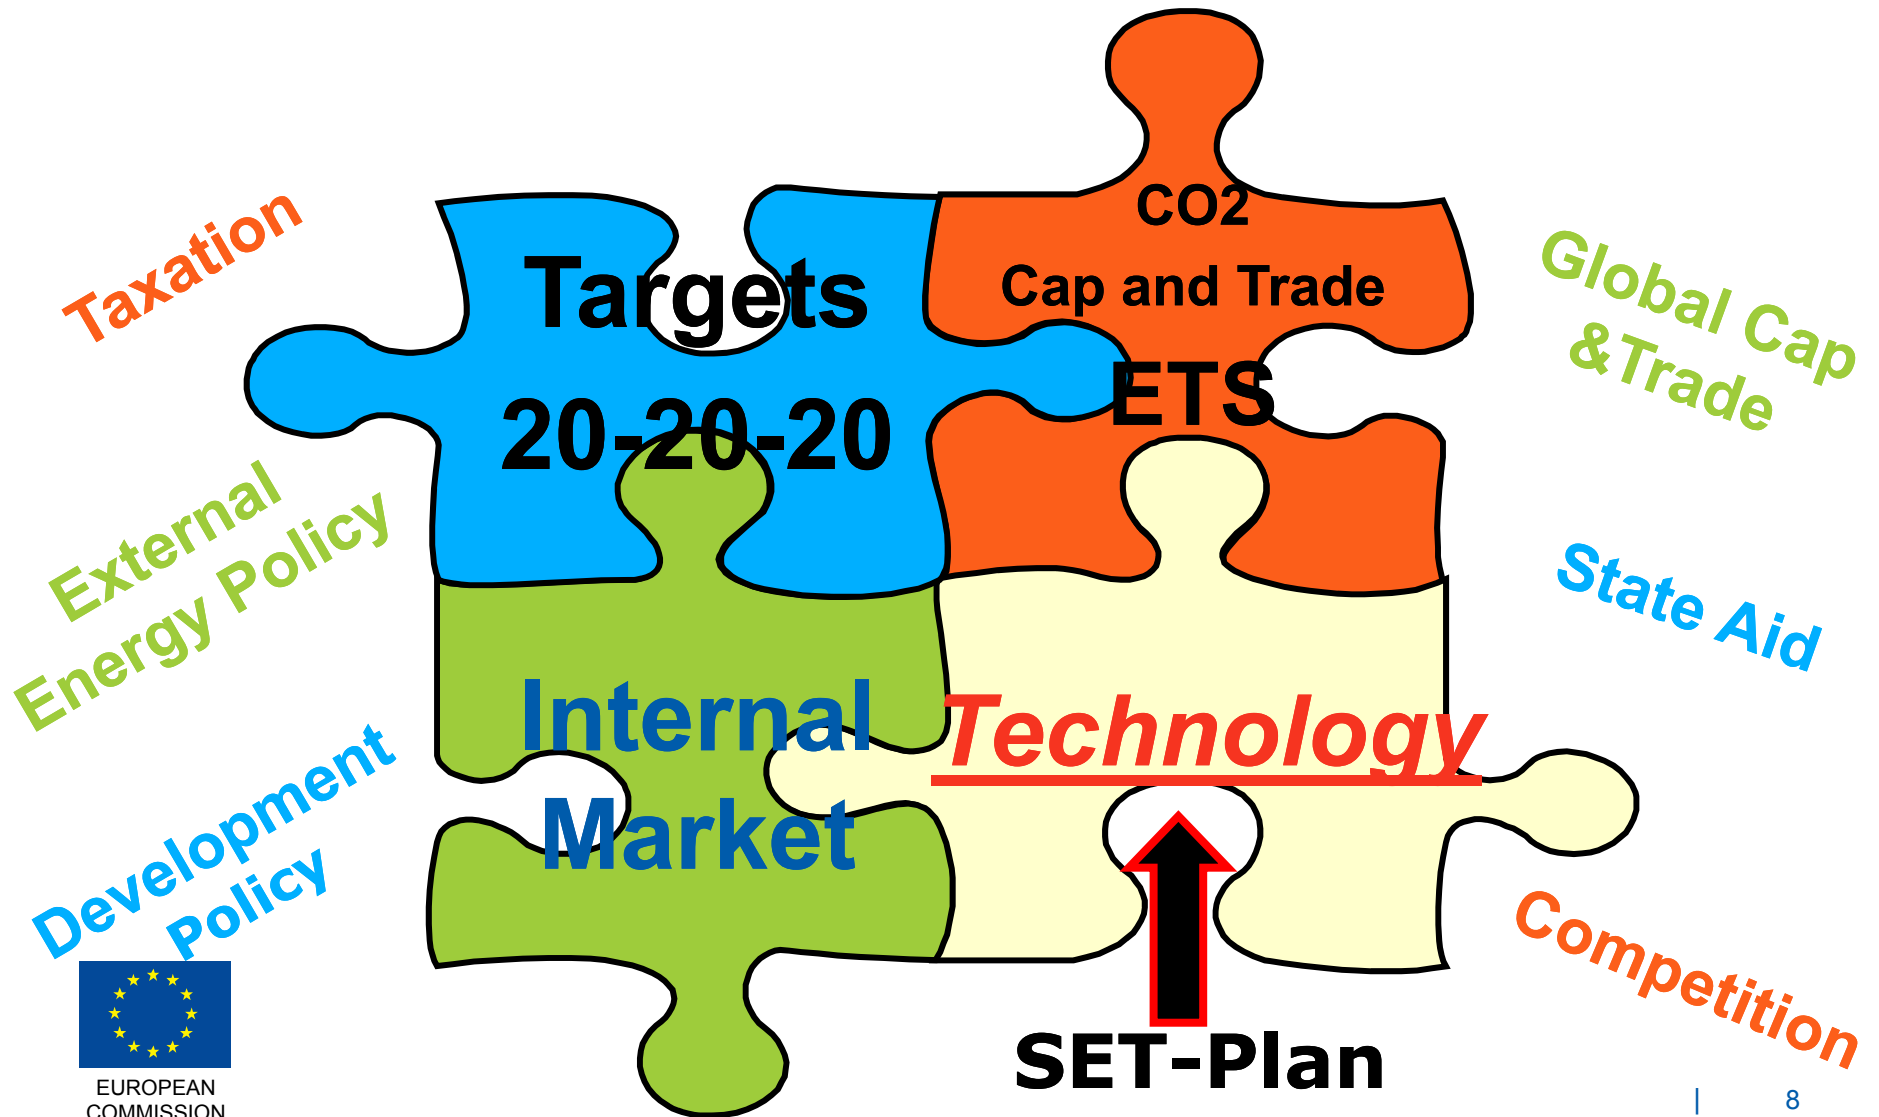 Taxation
External
Energy Policy
Development
Policy
Targets
20-20-20
CO2
Cap and Trade
ETS
Internal
Market
Technology
SET-Plan
Global Cap
&Trade
State Aid
Competition
EUROPEAN
COMMISSION
| 8